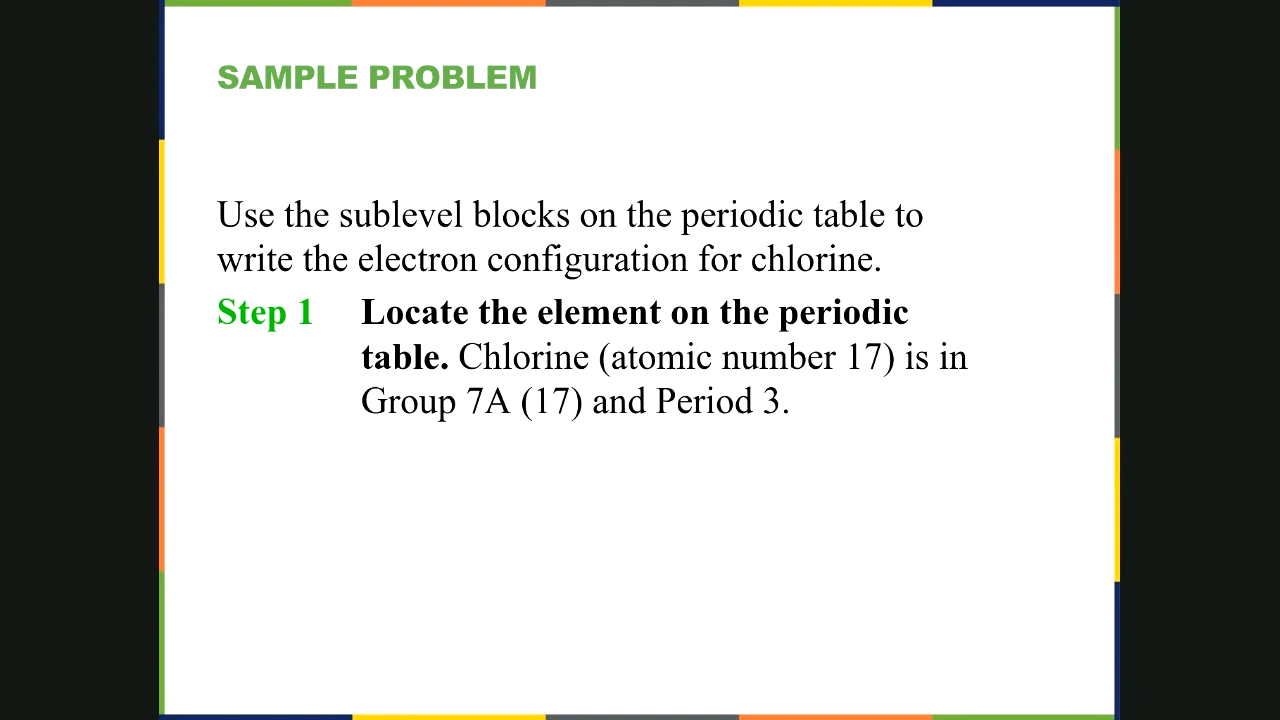 SAMPLE PROBLEM
Use the sublevel blocks on the periodic table to
write the electron configuration for chlorine.
Step 1 Locate the element on the periodic
table. Chlorine (atomic number 17) is in
Group 7A (17) and Period 3.